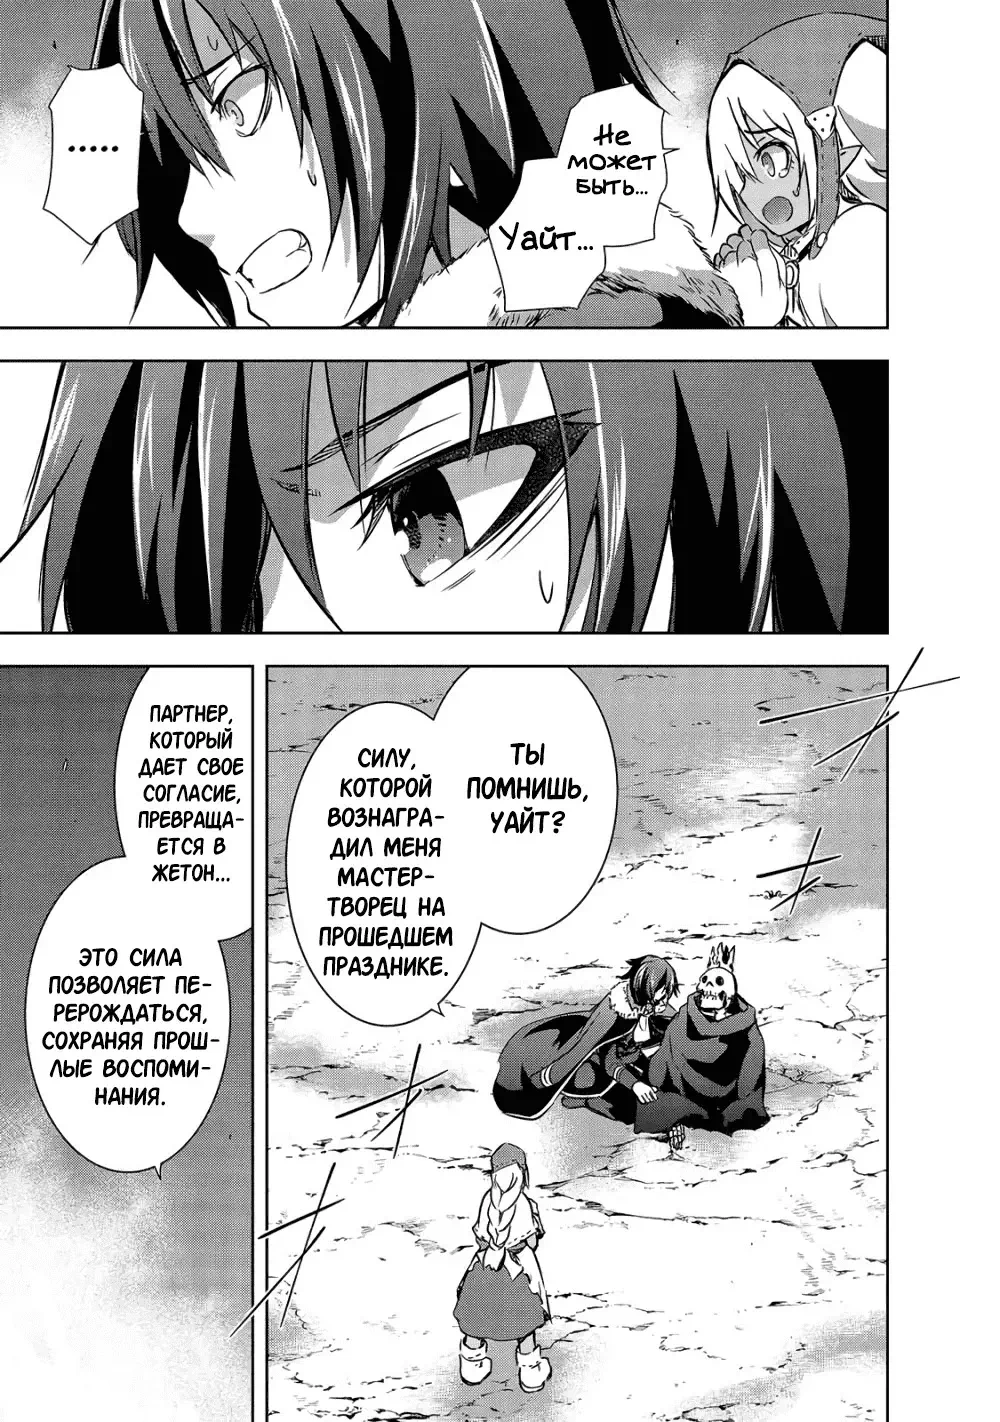 Не
может
быть...
Уайт...
......
ТЫ
ПОМНИШЬ,
УАЙТ?
СИЛУ,
КОТОРОЙ
ВОЗНАГРА-
ДИЛ МЕНЯ
МАСТЕР-
ТВОРЕЦ НА
ПРОШЕДШЕМ
ПРАЗДНИКЕ.
ПАРТНЕР,
КОТОРЫЙ
ДАЕТ СВОЕ
СОГЛАСИЕ,
ПРЕВРАЩА-
ЕТСЯ В
ЖЕТОН...
ЭТО СИЛА
ПОЗВОЛЯЕТ ПЕ-
РЕРОЖДАТЬСЯ,
СОХРАНЯЯ ПРОШ-
ЛЫЕ ВОСПОМИ-
НАНИЯ.